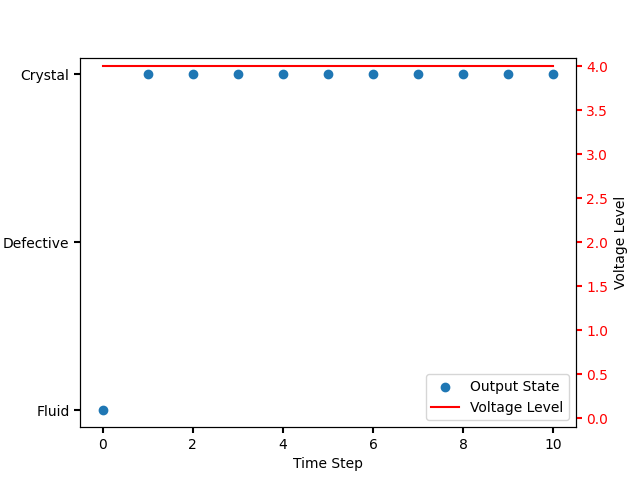 Crystal
Defective
Fluid
0
2
4
6
8
10
Time Step
4.0
3.5
3.0
2.5
2.0
1.5
1.0
0.5
0.0
Voltage Level
Output State
Voltage Level